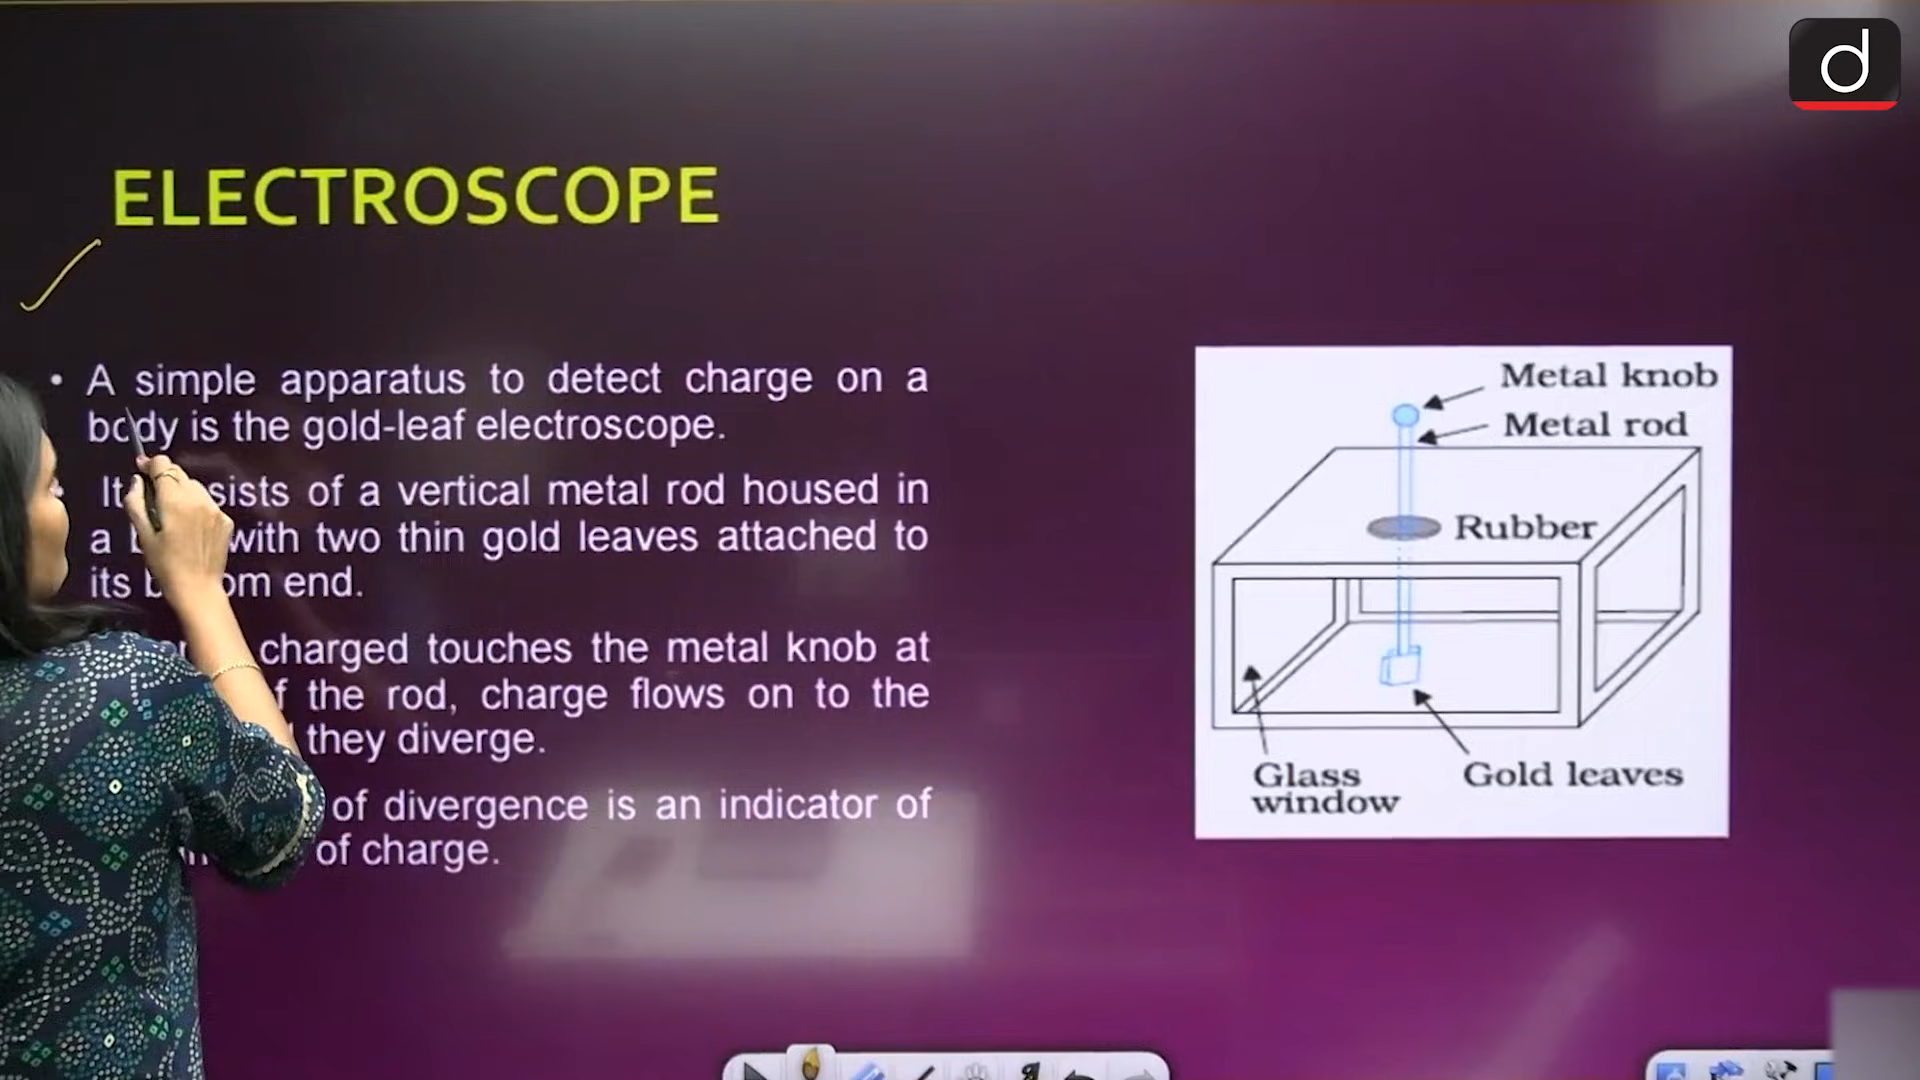 d
ELECTROSCOPE
• A simple apparatus to detect charge on a
body is the gold-leaf electroscope.
It sists of a vertical metal rod housed in
a with two thin gold leaves attached to
its om end.
charged touches the metal knob at
the rod, charge flows on to the
they diverge.
of divergence is an indicator of
of charge.
Metal knob
Metal rod
Rubber
Glass
window
Gold leaves